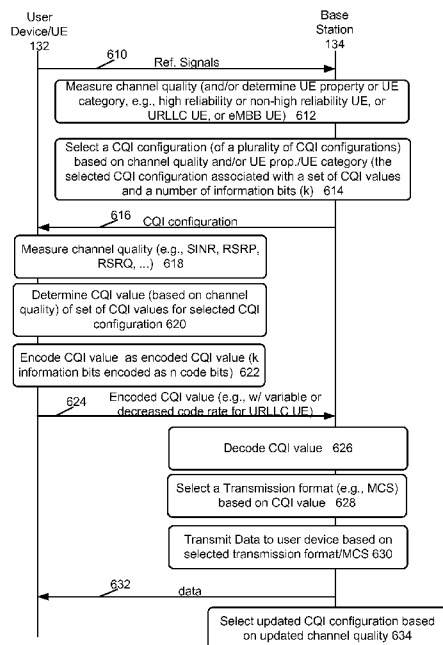 User
Device/UE
132
Base
Station
134
610
Ref. Signals
Measure channel quality (and/or determine UE property or UE
category, e.g., high reliability or non-high reliability UE, or
URLLC UE, or eMBB UE) 612
Select a CQI configuration (of a plurality of CQI configurations)
based on channel quality and/or UE prop./UE category (the
selected CQI configuration associated with a set of CQI values
and a number of information bits (k) 614
616
CQI configuration
Measure channel quality (e.g., SINR, RSRP,
RSRQ, ...) 618
Determine CQI value (based on channel
quality) of set of CQI values for selected CQI
configuration 620
Encode CQI value as encoded CQI value (k
information bits encoded as n code bits) 622
624
Encoded CQI value (e.g., w/ variable or
decreased code rate for URLLC UE)
Decode CQI value 626
Select a Transmission format (e.g., MCS)
based on CQI value 628
Transmit Data to user device based on
selected transmission format/MCS 630
632
data
Select updated CQI configuration based
on updated channel quality 634